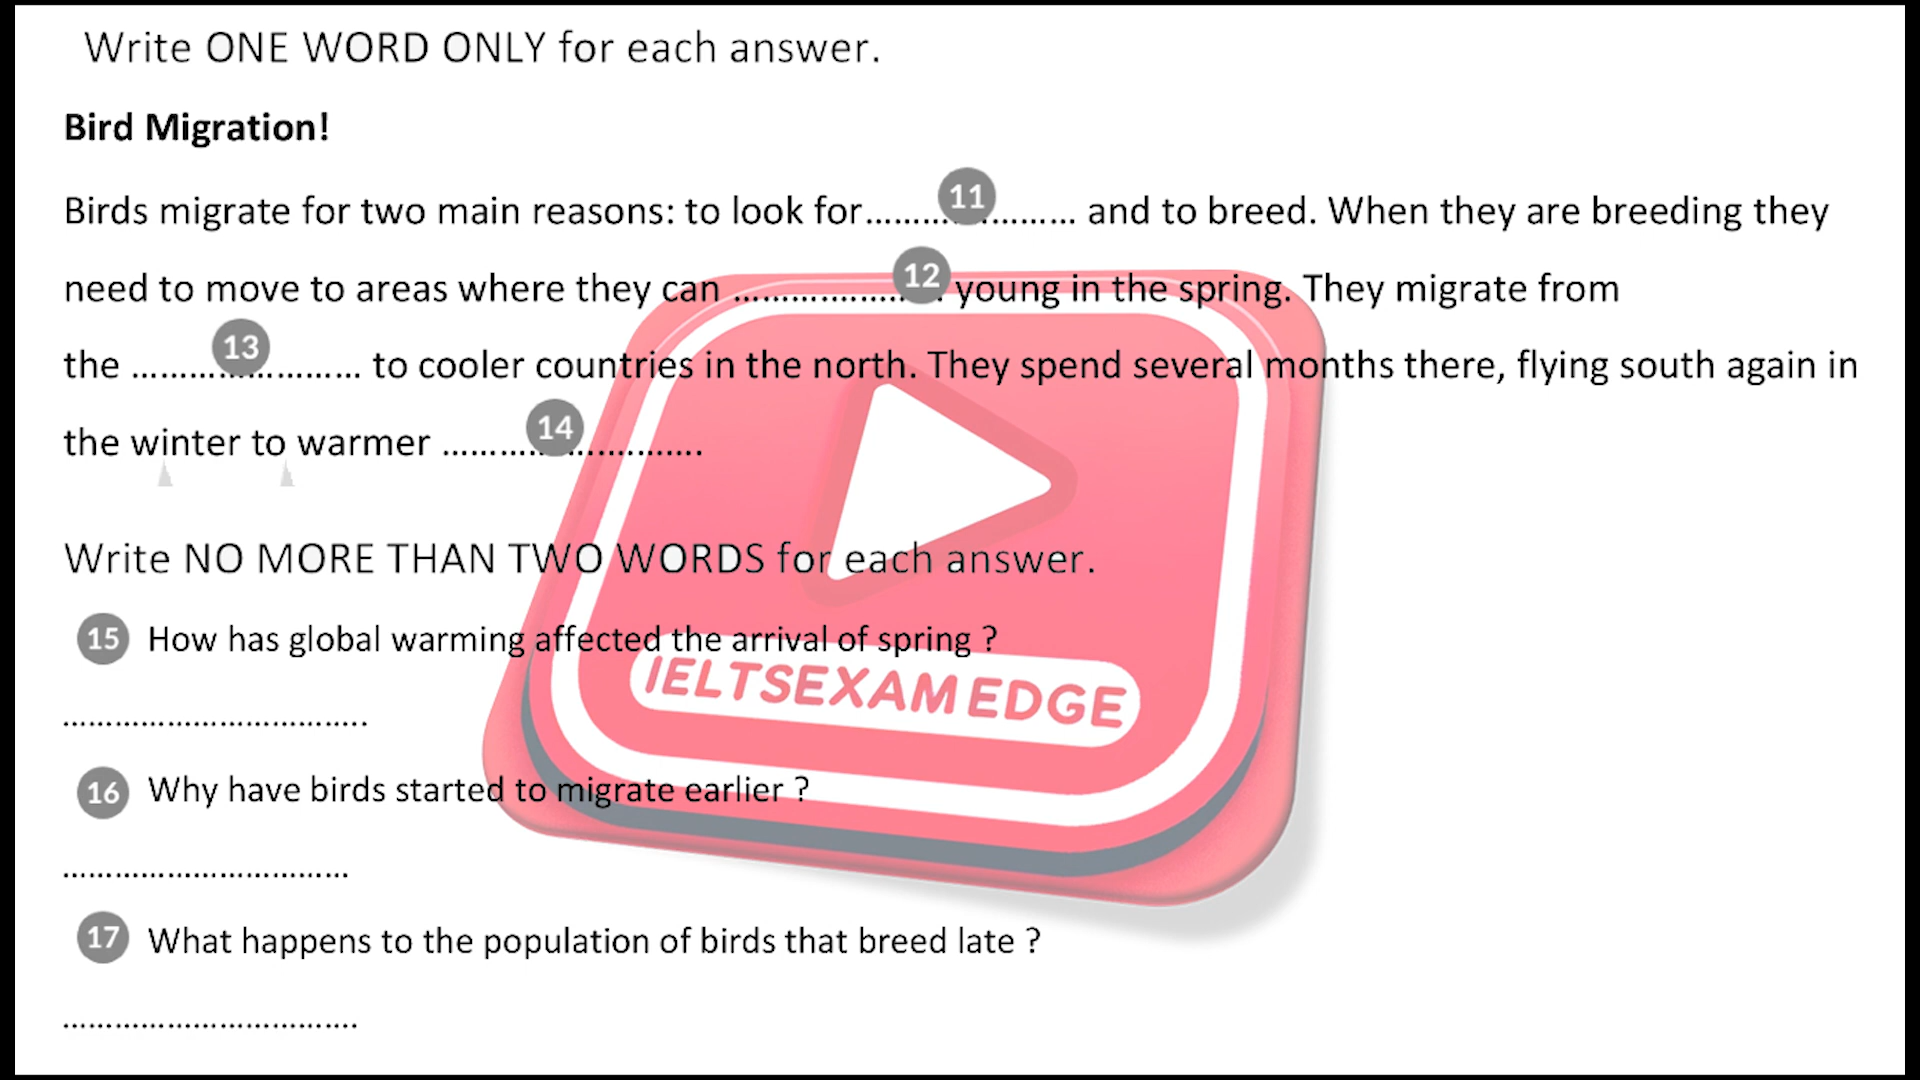 Write ONE WORD ONLY for each answer.
Bird Migration!
Birds migrate for two main reasons: to look for........11........ and to breed. When they are breeding they
need to move to areas where they can ........12........ young in the spring. They migrate from
the ........13........ to cooler countries in the north. They spend several months there, flying south again in
the winter to warmer ........14........
Write NO MORE THAN TWO WORDS for each answer.
15 How has global warming affected the arrival of spring ?
IELTSEXAMEDGE
................................
16 Why have birds started to migrate earlier ?
................................
17 What happens to the population of birds that breed late ?
................................